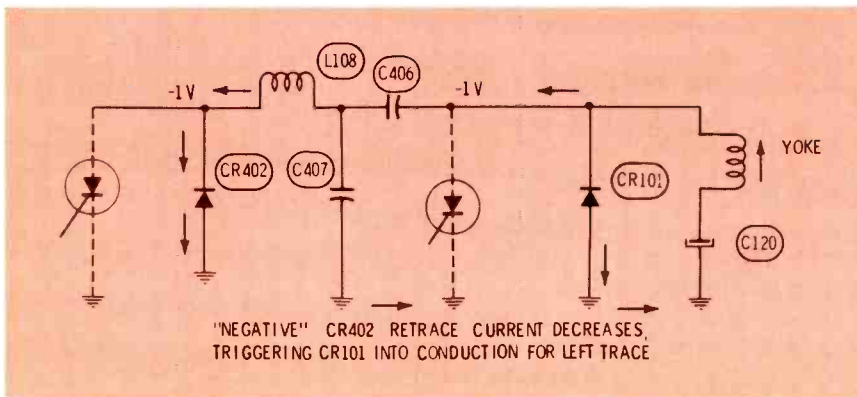 L108
C406
-1V
-1V
CR402
C407
CR101
YOKE
C120
"NEGATIVE" CR402 RETRACE CURRENT DECREASES,
TRIGGERING CR101 INTO CONDUCTION FOR LEFT TRACE